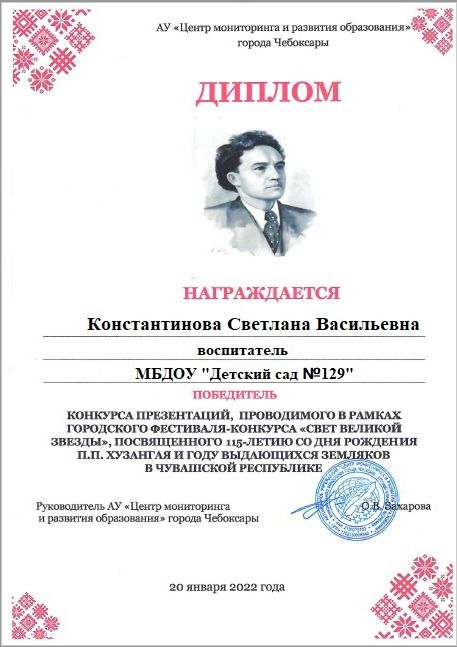 АУ «Центр мониторинга и развития образования»
города Чебоксары
ДИПЛОМ
НАГРАЖДАЕТСЯ
Константинова Светлана Васильевна
воспитатель
МБДОУ "Детский сад №129"
ПОБЕДИТЕЛЬ
КОНКУРСА ПРЕЗЕНТАЦИЙ, ПРОВОДИМОГО В РАМКАХ
ГОРОДСКОГО ФЕСТИВАЛЯ-КОНКУРСА «СВЕТ ВЕЛИКОЙ
ЗВЕЗДЫ», ПОСВЯЩЕННОГО 115-ЛЕТИЮ СО ДНЯ РОЖДЕНИЯ
П.П. ХУЗАНГАЯ И ГОДУ ВЫДАЮЩИХСЯ ЗЕМЛЯКОВ
В ЧУВАШСКОЙ РЕСПУБЛИКЕ
Руководитель АУ «Центр мониторинга
и развития образования» города Чебоксары
О.В. Захарова
20 января 2022 года